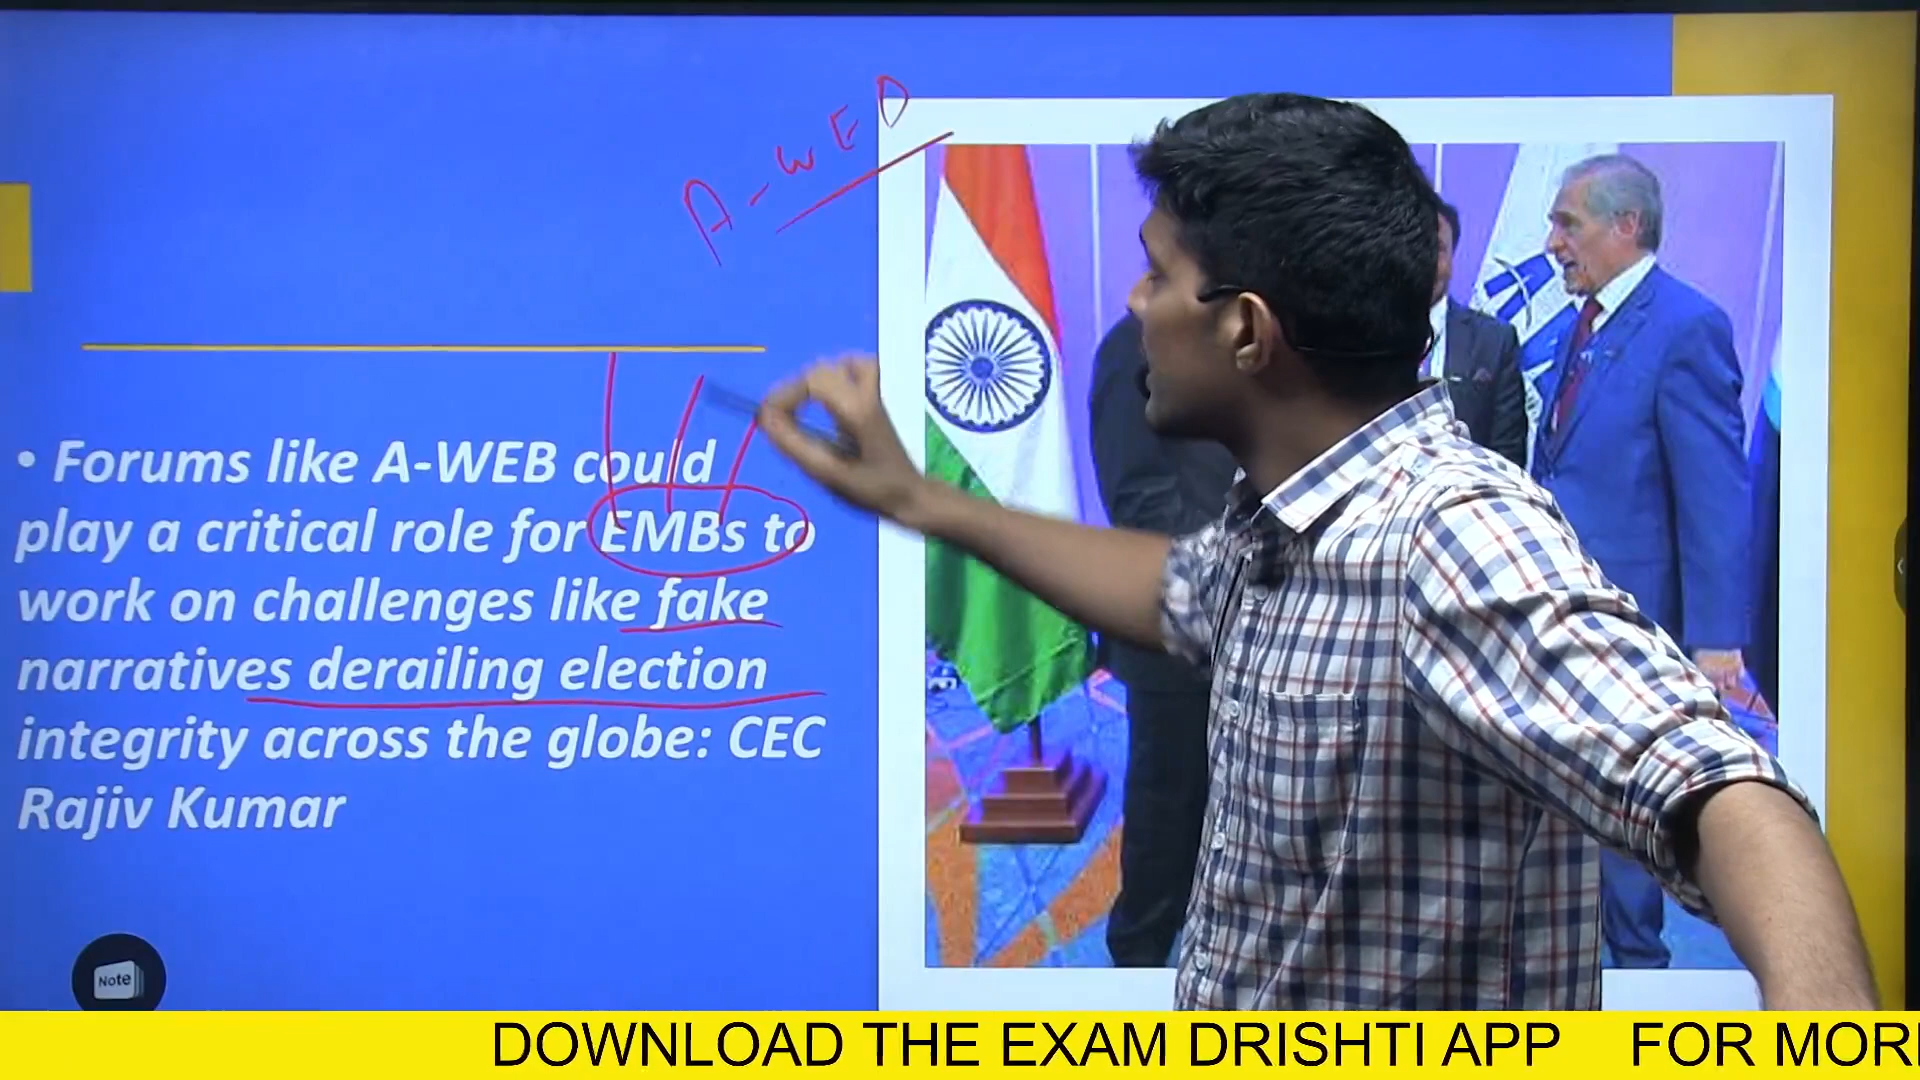 A-WEB
• Forums like A-WEB could
play a critical role for EMBs to
work on challenges like fake
narratives derailing election
integrity across the globe: CEC
Rajiv Kumar
Note
DOWNLOAD THE EXAM DRISHTI APP FOR MOR